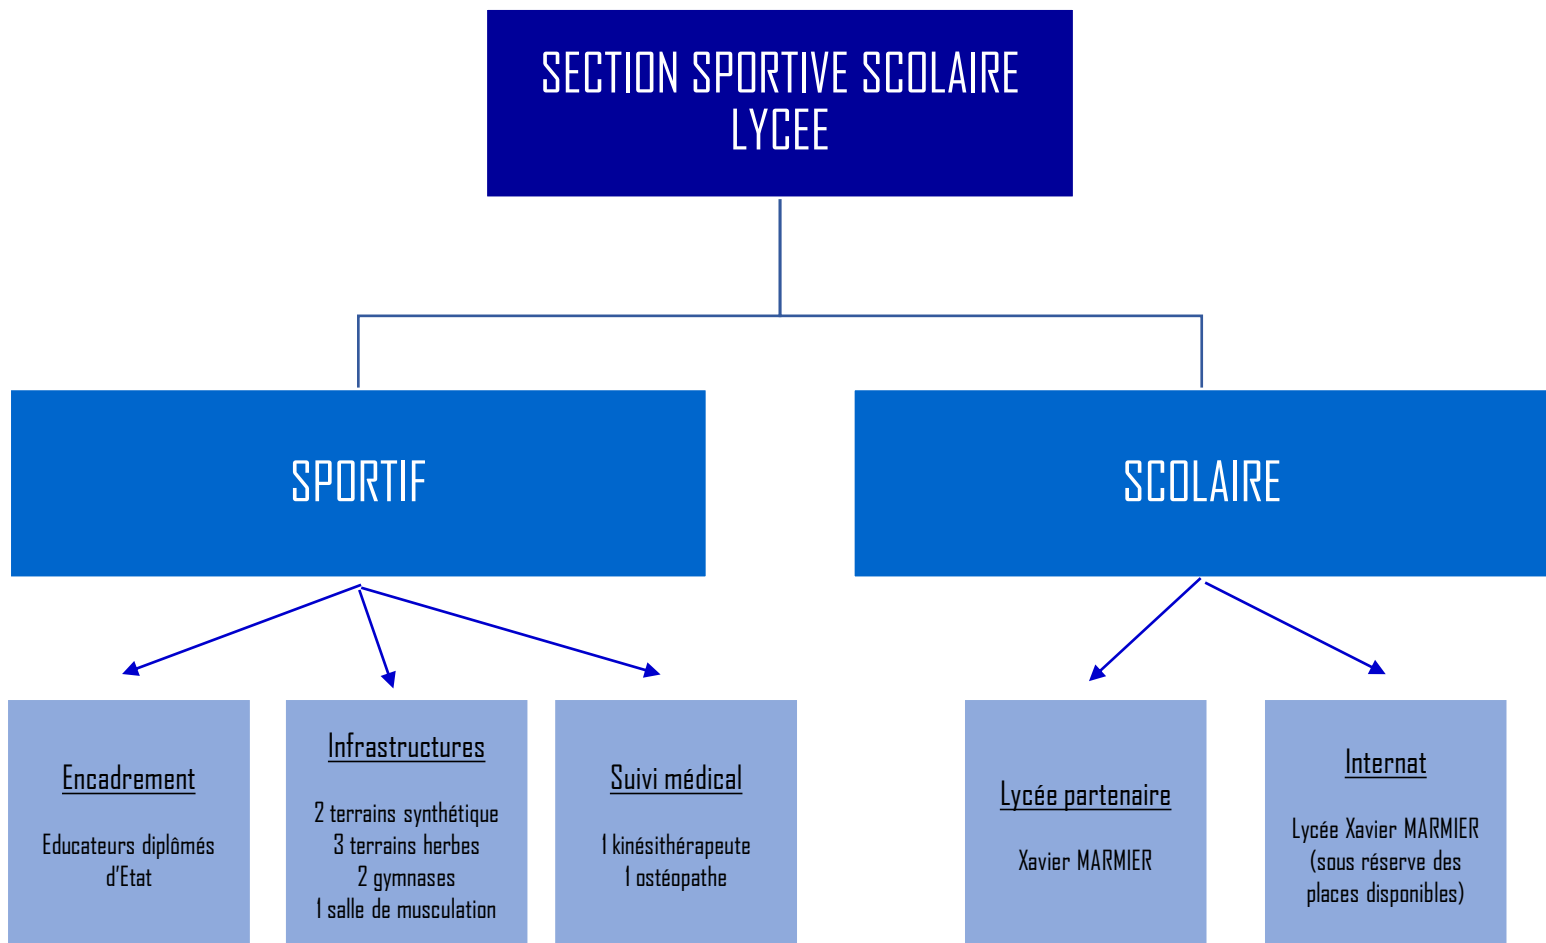 SECTION SPORTIVE SCOLAIRE
LYCEE
SPORTIF
SCOLAIRE
Encadrement
Educateurs diplômés
d'Etat
Infrastructures
2 terrains synthétique
3 terrains herbes
2 gymnases
1 salle de musculation
Suivi médical
1 kinésithérapeute
1 ostéopathe
Lycée partenaire
Xavier MARMIER
Internat
Lycée Xavier MARMIER
(sous réserve des
places disponibles)